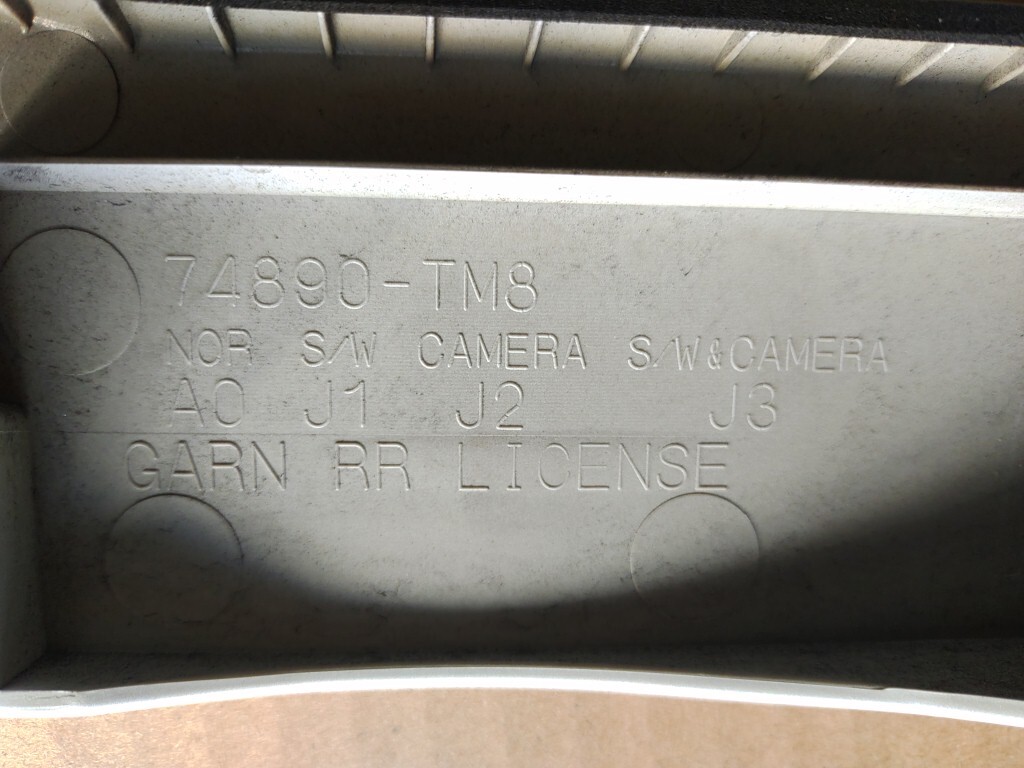 74890-TM8
NOR S/W CAMERA S/W&CAMERA
A0 J1 J2 J3
GARN RR LICENSE